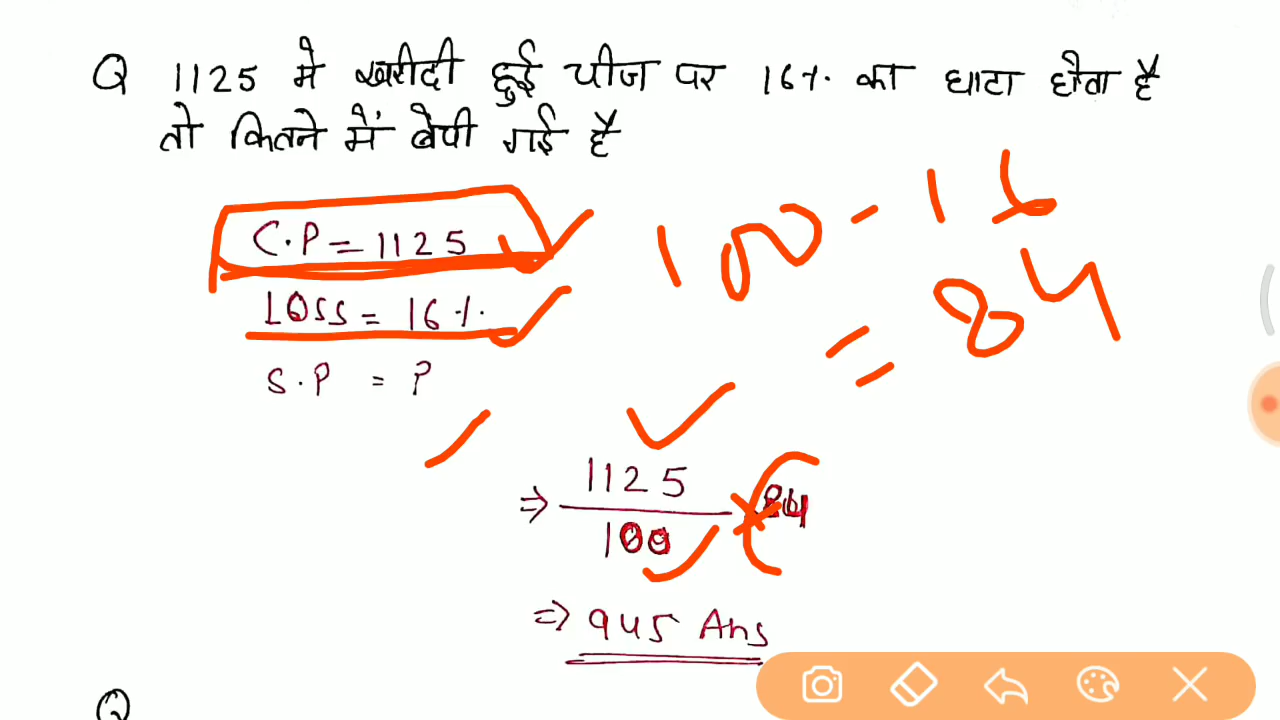 Q 1125 मे खरीदी हुई चीज पर 16% का घाटा होता है
तो कितने में बेची गई है
C.P = 1125
100 - 16
LOSS = 16 %
= 84
S.P = ?
⇒ 1125
100
× 84
⇒ 945 Ans
Q